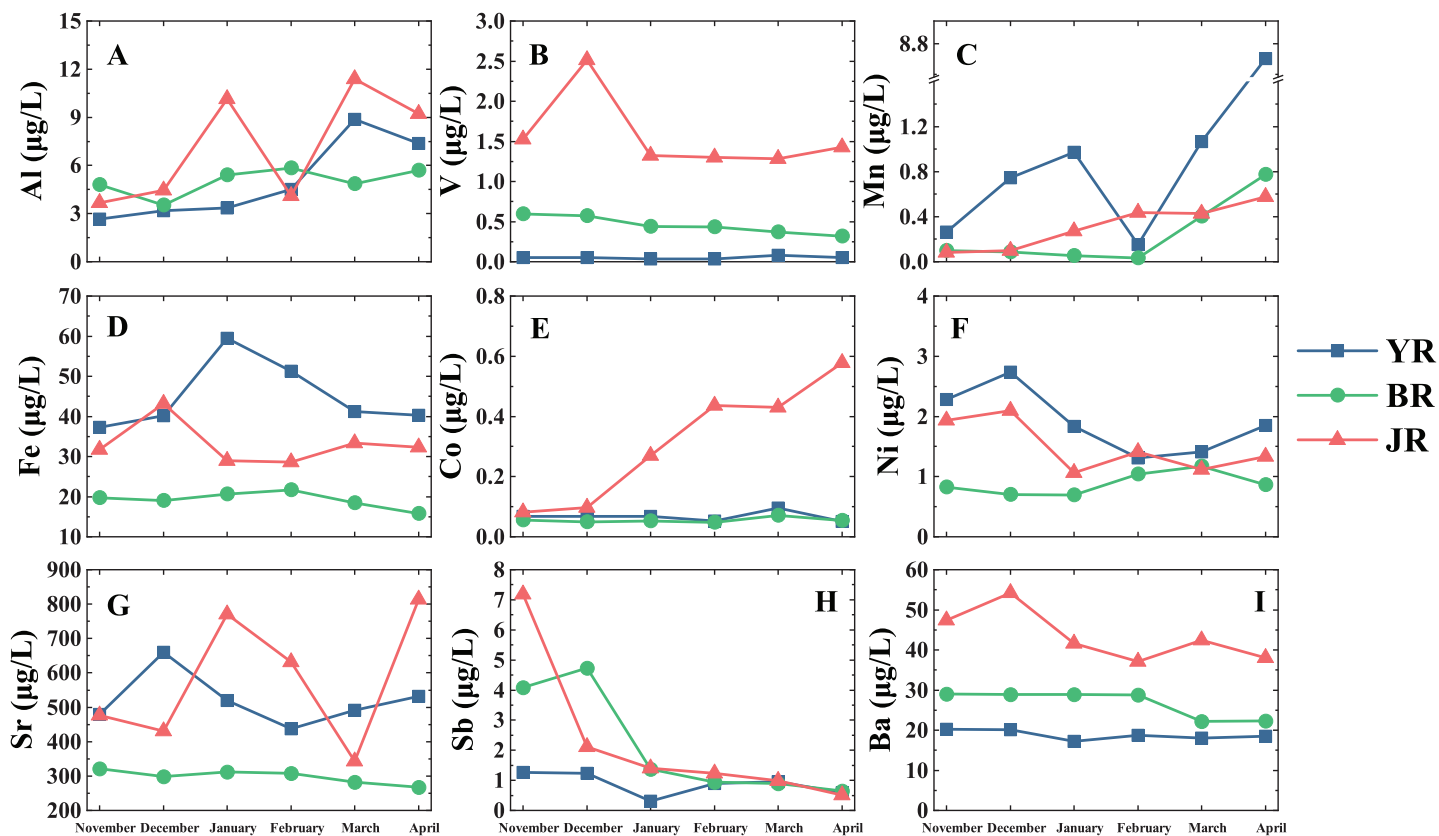 A
Al (µg/L)
15
12
9
6
3
0
B
V (µg/L)
3.0
2.5
2.0
1.5
1.0
0.5
0.0
C
Mn (µg/L)
8.8
1.2
0.8
0.4
0.0
D
Fe (µg/L)
70
60
50
40
30
20
10
E
Co (µg/L)
0.8
0.6
0.4
0.2
0.0
F
Ni (µg/L)
4
3
2
1
0
YR
BR
JR
G
Sr (µg/L)
900
800
700
600
500
400
300
200
November December January February March April
H
Sb (µg/L)
8
7
6
5
4
3
2
1
0
November December January February March April
I
Ba (µg/L)
60
50
40
30
20
10
0
November December January February March April